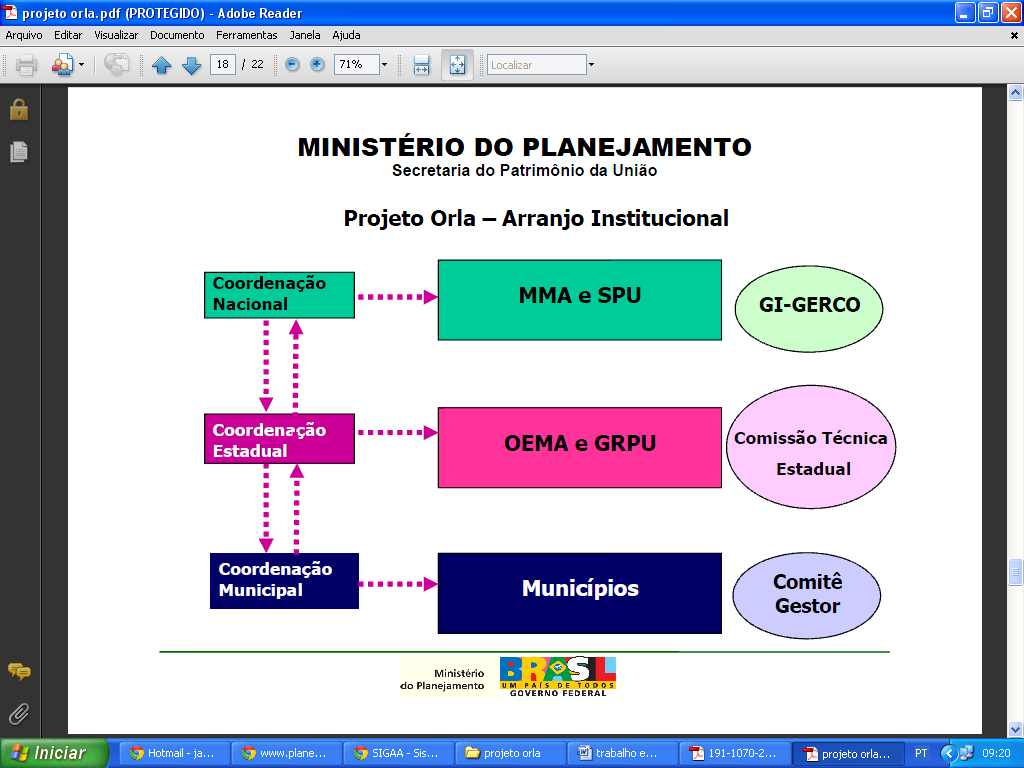 projeto orla.pdf (PROTEGIDO) - Adobe Reader
Arquivo Editar Visualizar Documento Ferramentas Janela Ajuda
18 / 22 71% Localizar
MINISTÉRIO DO PLANEJAMENTO
Secretaria do Patrimônio da União
Projeto Orla – Arranjo Institucional
Coordenação
Nacional
MMA e SPU
GI-GERCO
Coordenação
Estadual
OEMA e GRPU
Comissão Técnica
Estadual
Coordenação
Municipal
Municípios
Comitê
Gestor
Ministério
do Planejamento
BRASIL
UM PAÍS DE TODOS
GOVERNO FEDERAL
Iniciar Hotmail - ja... www.plane... SIGAA - Sis... projeto orla trabalho e... 191-1070-2... projeto orla... PT 09:20